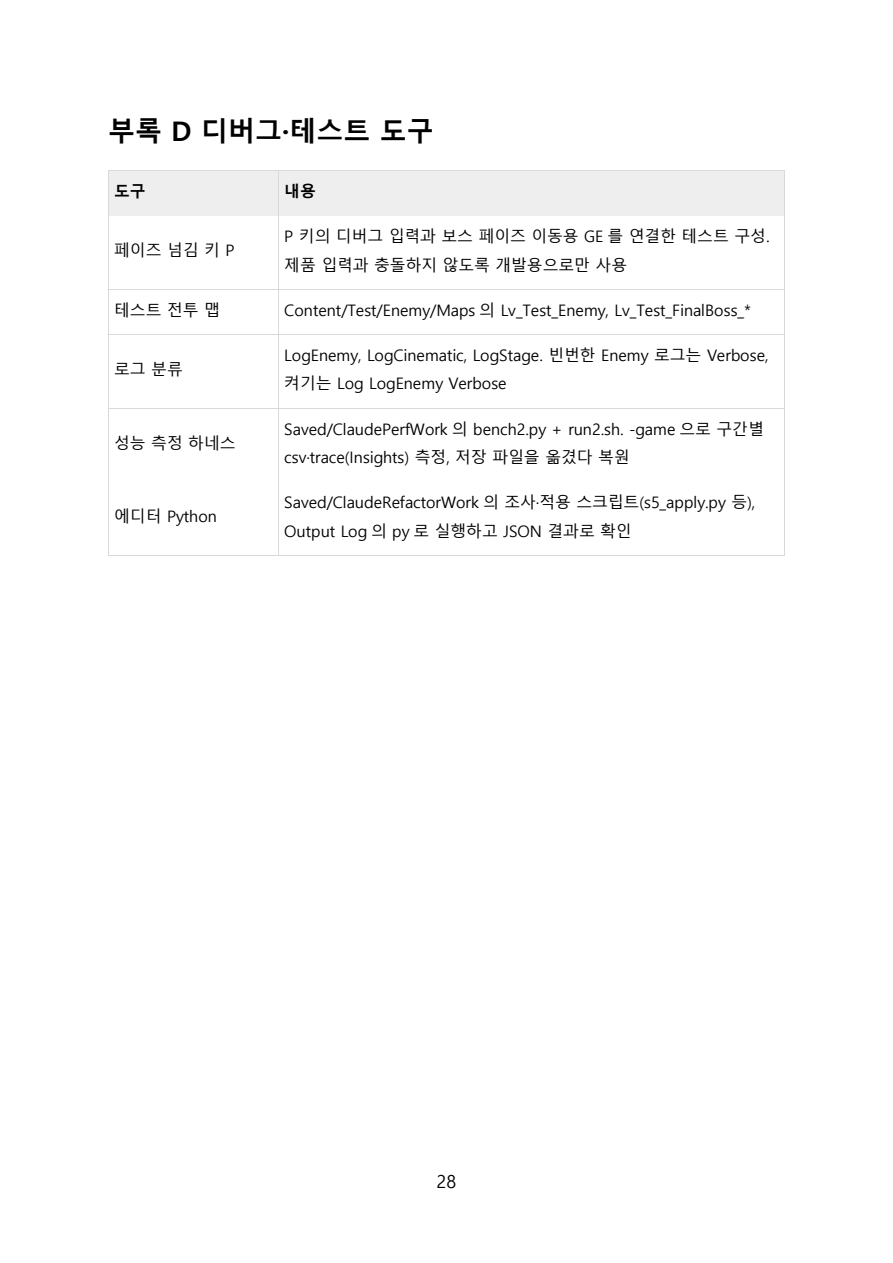 부록 D 디버그·테스트 도구
도구 내용
페이즈 넘김 키 P
P 키의 디버그 입력과 보스 페이즈 이동용 GE 를 연결한 테스트 구성.
제품 입력과 충돌하지 않도록 개발용으로만 사용
테스트 전투 맵
Content/Test/Enemy/Maps 의 Lv_Test_Enemy, Lv_Test_FinalBoss_*
로그 분류
LogEnemy, LogCinematic, LogStage. 빈번한 Enemy 로그는 Verbose,
켜기는 Log LogEnemy Verbose
성능 측정 하네스
Saved/ClaudePerfWork 의 bench2.py + run2.sh. -game 으로 구간별
csv·trace(Insights) 측정, 저장 파일을 옮겼다 복원
에디터 Python
Saved/ClaudeRefactorWork 의 조사·적용 스크립트(s5_apply.py 등),
Output Log 의 py 로 실행하고 JSON 결과로 확인
28